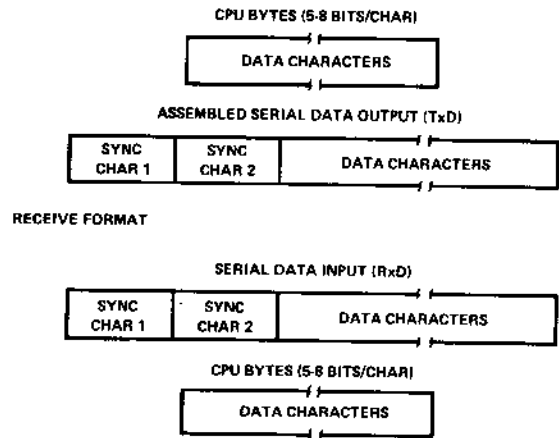 CPU BYTES (5-8 BITS/CHAR)
DATA CHARACTERS
ASSEMBLED SERIAL DATA OUTPUT (TxD)
SYNC CHAR 1
SYNC CHAR 2
DATA CHARACTERS
RECEIVE FORMAT
SERIAL DATA INPUT (RxD)
SYNC CHAR 1
SYNC CHAR 2
DATA CHARACTERS
CPU BYTES (5-8 BITS/CHAR)
DATA CHARACTERS